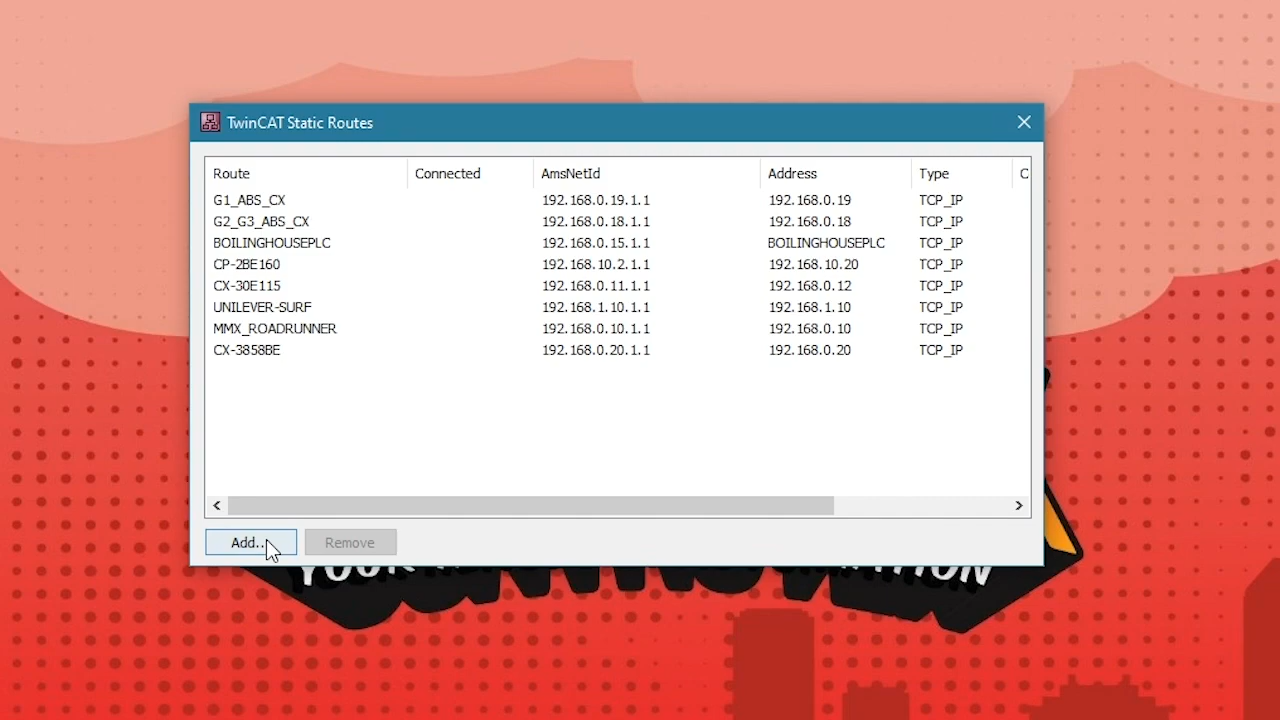 TwinCAT Static Routes
Route Connected AmsNetId Address Type C
G1_ABS_CX 192.168.0.19.1.1 192.168.0.19 TCP_IP
G2_G3_ABS_CX 192.168.0.18.1.1 192.168.0.18 TCP_IP
BOILINGHOUSEPLC 192.168.0.15.1.1 BOILINGHOUSEPLC TCP_IP
CP-2BE160 192.168.10.2.1.1 192.168.10.20 TCP_IP
CX-30E115 192.168.0.11.1.1 192.168.0.12 TCP_IP
UNILEVER-SURF 192.168.1.10.1.1 192.168.1.10 TCP_IP
MMX_ROADRUNNER 192.168.0.10.1.1 192.168.0.10 TCP_IP
CX-3858BE 192.168.0.20.1.1 192.168.0.20 TCP_IP
Add... Remove
YOUR